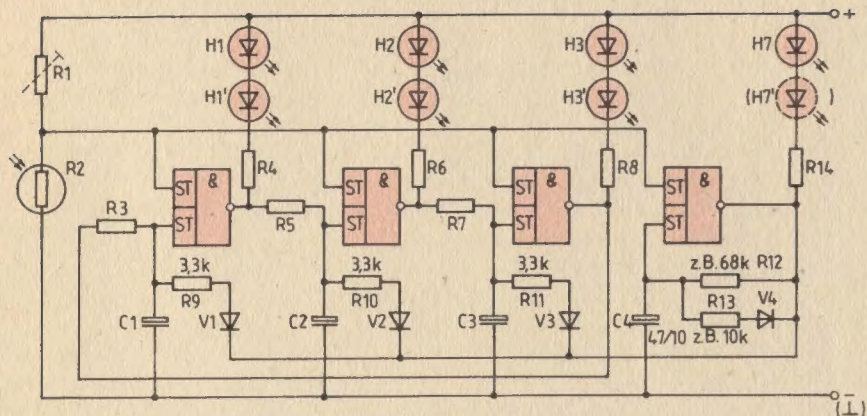 +
H1 H2 H3 H7
R1
H1' H2' H3' (H7')
R2
& & & &
R4 R6 R8 R14
ST ST ST ST
R3 ST ST ST ST
R5 R7
3,3k 3,3k 3,3k z.B. 68k R12
R9 R10 R11 R13 V4
C1 V1 C2 V2 C3 V3 C4
47/10 z.B. 10k
−
(⊥)